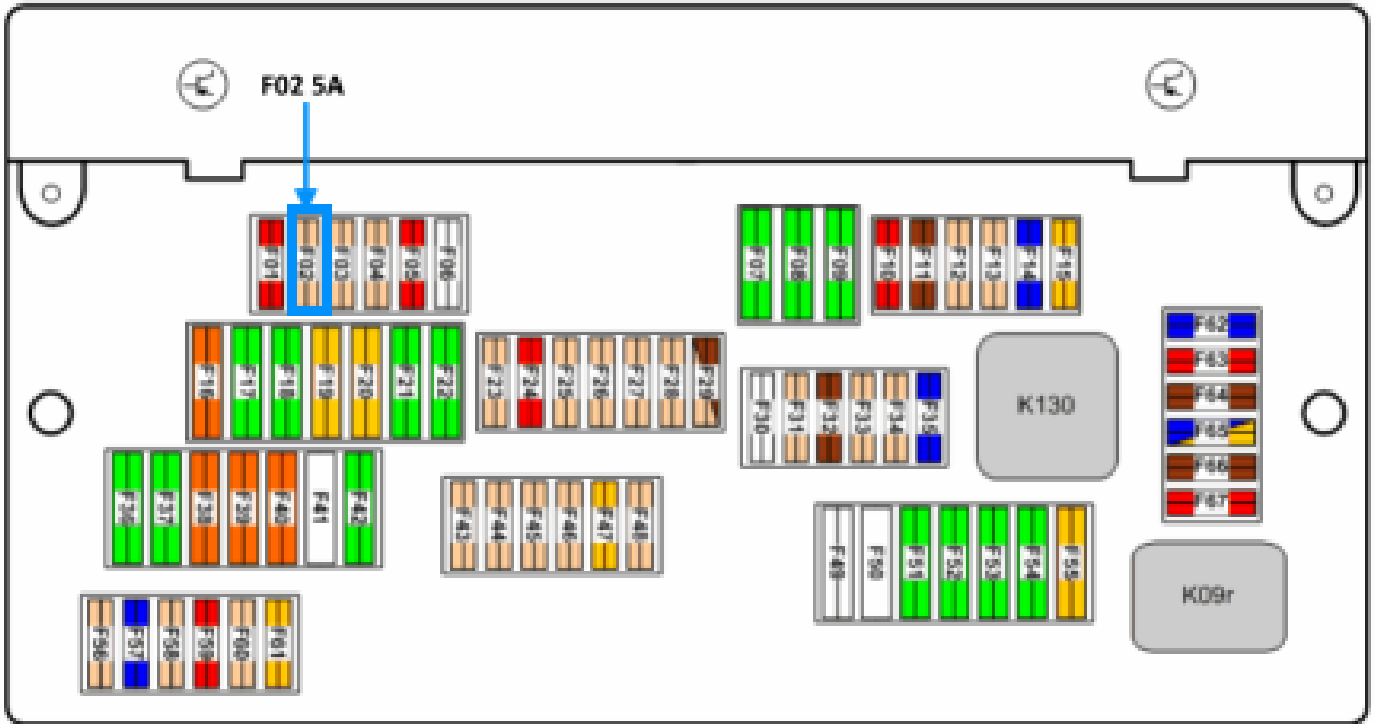 F02 5A
F01 F02 F03 F04 F05 F06
F07 F08 F09
F10 F11 F12 F13 F14 F15
F16 F17 F18 F19 F20 F21 F22
F23 F24 F25 F26 F27 F28 F29
F30 F31 F32 F33 F34 F35
K130
F62
F63
F64
F65
F66
F67
F36 F37 F38 F39 F40 F41 F42
F43 F44 F45 F46 F47 F48
F49 F50 F51 F52 F53 F54 F55
K09r
F56 F57 F58 F59 F60 F61